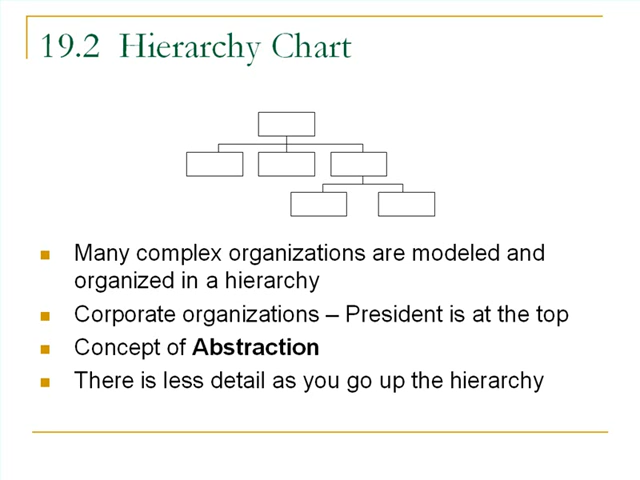 19.2 Hierarchy Chart
Many complex organizations are modeled and
organized in a hierarchy
Corporate organizations – President is at the top
Concept of Abstraction
There is less detail as you go up the hierarchy